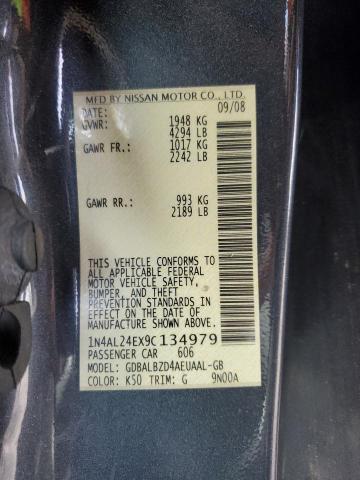 MFD BY NISSAN MOTOR CO., LTD.
DATE: 09/08
GVWR: 1948 KG
4294 LB
GAWR FR.: 1017 KG
2242 LB
GAWR RR.: 993 KG
2189 LB
THIS VEHICLE CONFORMS TO
ALL APPLICABLE FEDERAL
MOTOR VEHICLE SAFETY,
BUMPER, AND THEFT
PREVENTION STANDARDS IN
EFFECT ON THE DATE OF
MANUFACTURE SHOWN ABOVE.
1N4AL24EX9C134979
PASSENGER CAR 606
MODEL: GDBALBZD4AEUAAL-GB
COLOR: K50 TRIM: G 9N00A